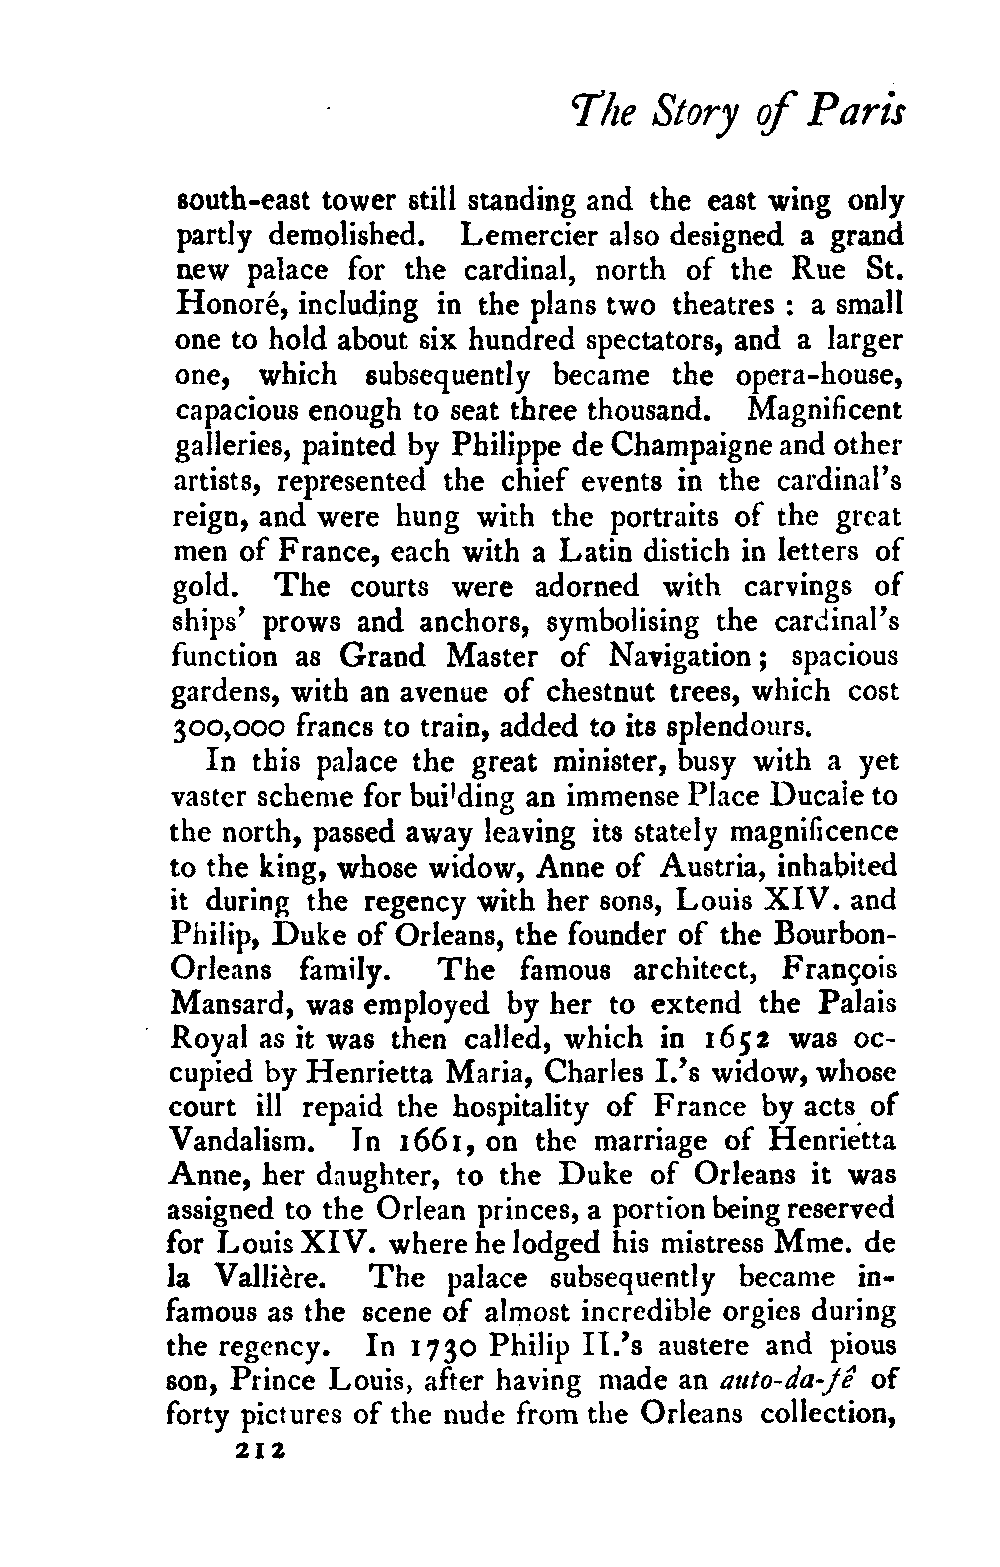 The Story of Paris
south-east tower still standing and the east wing only
partly demolished. Lemercier also designed a grand
new palace for the cardinal, north of the Rue St.
Honoré, including in the plans two theatres : a small
one to hold about six hundred spectators, and a larger
one, which subsequently became the opera-house,
capacious enough to seat three thousand. Magnificent
galleries, painted by Philippe de Champaigne and other
artists, represented the chief events in the cardinal's
reign, and were hung with the portraits of the great
men of France, each with a Latin distich in letters of
gold. The courts were adorned with carvings of
ships' prows and anchors, symbolising the cardinal's
function as Grand Master of Navigation; spacious
gardens, with an avenue of chestnut trees, which cost
300,000 francs to train, added to its splendours.
In this palace the great minister, busy with a yet
vaster scheme for building an immense Place Ducale to
the north, passed away leaving its stately magnificence
to the king, whose widow, Anne of Austria, inhabited
it during the regency with her sons, Louis XIV. and
Philip, Duke of Orleans, the founder of the Bourbon-
Orleans family. The famous architect, François
Mansard, was employed by her to extend the Palais
Royal as it was then called, which in 1652 was oc-
cupied by Henrietta Maria, Charles I.'s widow, whose
court ill repaid the hospitality of France by acts of
Vandalism. In 1661, on the marriage of Henrietta
Anne, her daughter, to the Duke of Orleans it was
assigned to the Orlean princes, a portion being reserved
for Louis XIV. where he lodged his mistress Mme. de
la Vallière. The palace subsequently became in-
famous as the scene of almost incredible orgies during
the regency. In 1730 Philip II.'s austere and pious
son, Prince Louis, after having made an auto-da-fê of
forty pictures of the nude from the Orleans collection,
212